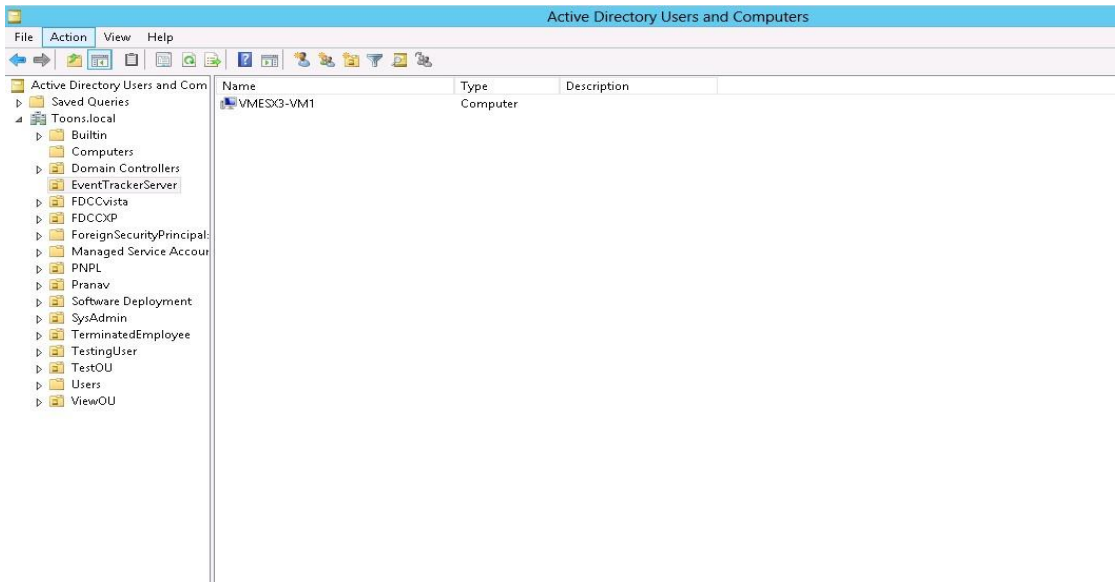 Active Directory Users and Computers
File Action View Help
Active Directory Users and Com
Saved Queries
Toons.local
Builtin
Computers
Domain Controllers
EventTrackerServer
FDCCvista
FDCCXP
ForeignSecurityPrincipal:
Managed Service Accour
PNPL
Pranav
Software Deployment
SysAdmin
TerminatedEmployee
TestingUser
TestOU
Users
ViewOU
Name Type Description
VMESX3-VM1 Computer